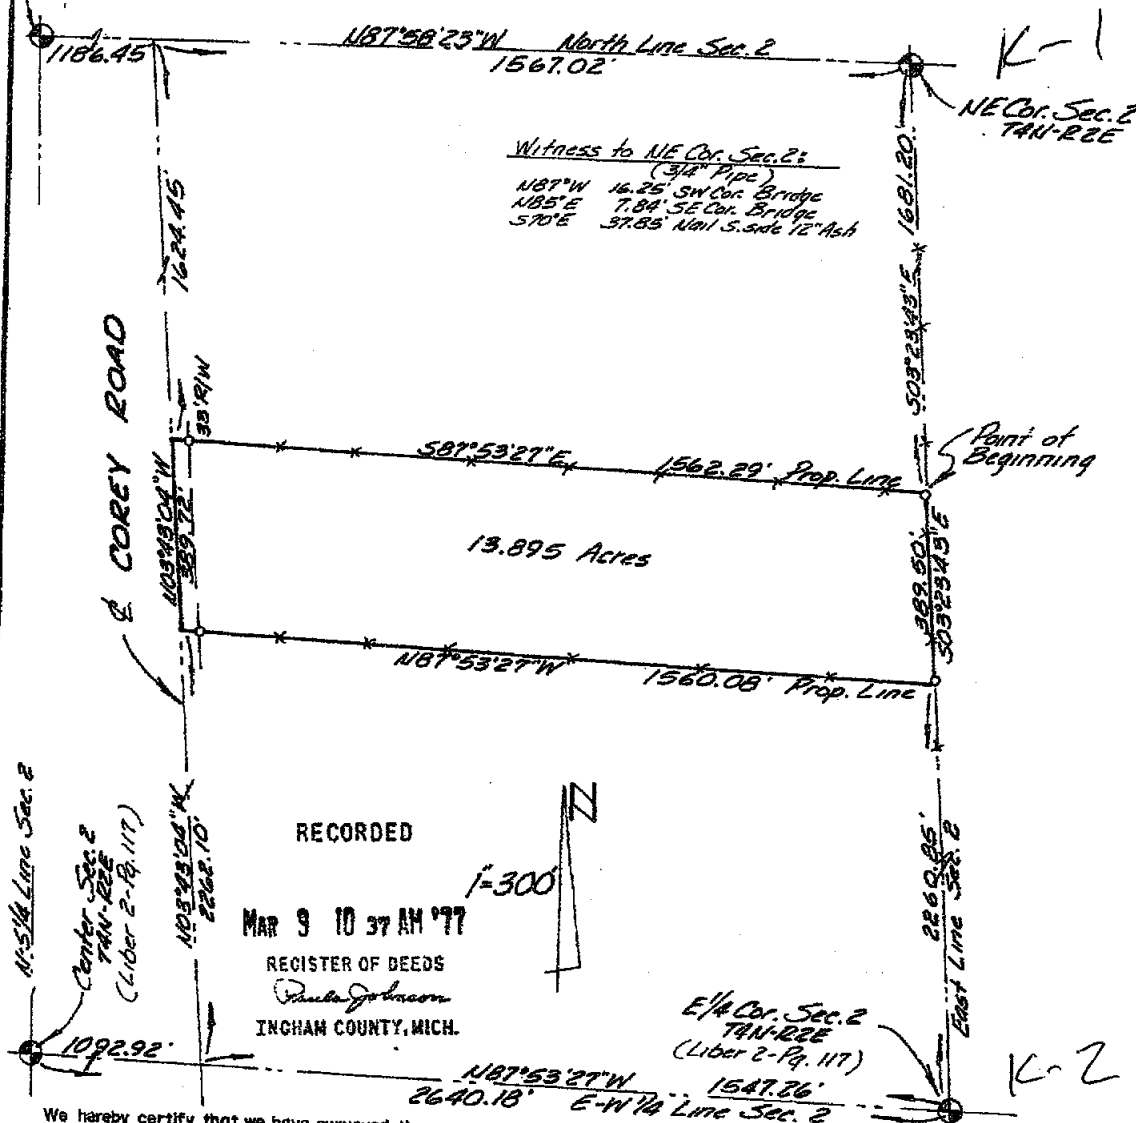 1186.45'
N87°58'23"W North Line Sec. 2
1567.02'
K-1
NE Cor. Sec. 2
T4N-R2E
Witness to NE Cor. Sec. 2:
(3/4" Pipe)
N87°W 16.25' SW Cor. Bridge
N85°E 7.84' SE Cor. Bridge
S70°E 37.85' Nail S. side 12" Ash
1681.20'
S03°23'43"E
1624.45'
℄ COREY ROAD
33' R/W
S87°53'27"E 1562.29' Prop. Line
Point of
Beginning
N03°43'04"W
389.72'
13.895 Acres
389.50'
S03°23'43"E
N87°53'27"W 1560.08' Prop. Line
N-S 1/4 Line Sec. 2
Center Sec. 2
T4N-R2E
(Liber 2-Pg. 117)
N03°43'04"W
2262.10'
RECORDED
MAR 9 10 37 AM '77
REGISTER OF DEEDS
Paula Johnson
INGHAM COUNTY, MICH.
1"=300'
N
2260.85'
East Line Sec. 2
E 1/4 Cor. Sec. 2
T4N-R2E
(Liber 2-Pg. 117)
K-2
1092.92'
N87°53'27"W 1547.26'
2640.18' E-W 1/4 Line Sec. 2
We hereby certify that we have surveyed